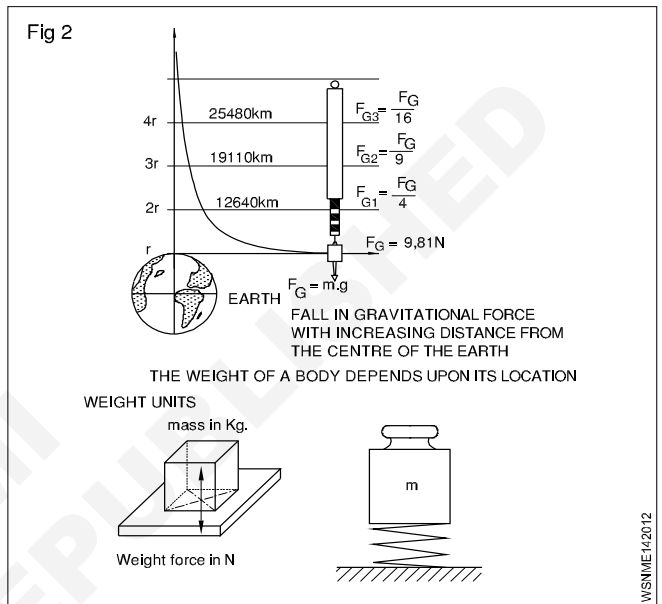 Fig 2
4r 25480km F_G3 = F_G/16
3r 19110km F_G2 = F_G/9
2r 12640km F_G1 = F_G/4
r F_G = 9,81N
F_G = m.g
EARTH
FALL IN GRAVITATIONAL FORCE
WITH INCREASING DISTANCE FROM
THE CENTRE OF THE EARTH
THE WEIGHT OF A BODY DEPENDS UPON ITS LOCATION
WEIGHT UNITS
mass in Kg.
m
Weight force in N
WSNME142012